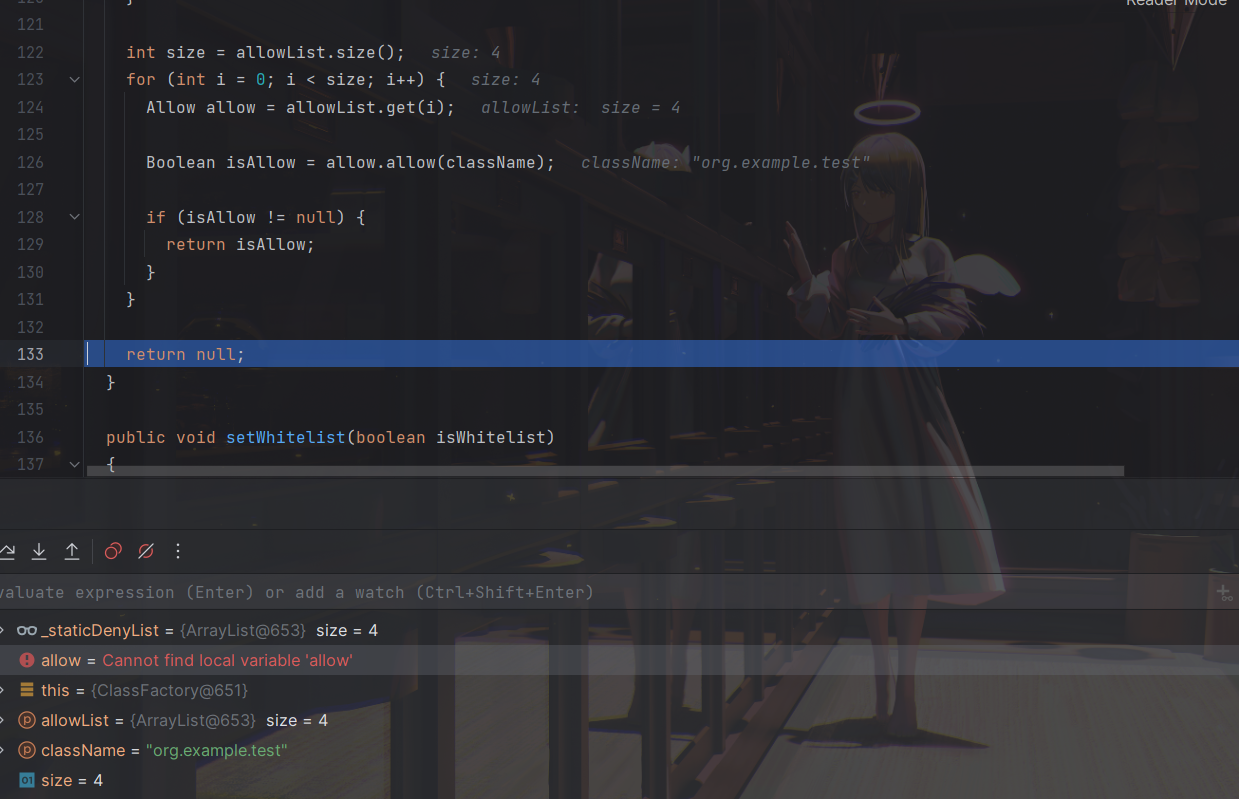 120 }
Reader Mode
121
122 int size = allowList.size(); size: 4
123 for (int i = 0; i < size; i++) { size: 4
124 Allow allow = allowList.get(i); allowList: size = 4
125
126 Boolean isAllow = allow.allow(className); className: "org.example.test"
127
128 if (isAllow != null) {
129 return isAllow;
130 }
131 }
132
133 return null;
134 }
135
136 public void setWhitelist(boolean isWhitelist)
137 {
valuate expression (Enter) or add a watch (Ctrl+Shift+Enter)
_staticDenyList = {ArrayList@653} size = 4
allow = Cannot find local variable 'allow'
this = {ClassFactory@651}
p allowList = {ArrayList@653} size = 4
p className = "org.example.test"
01 size = 4